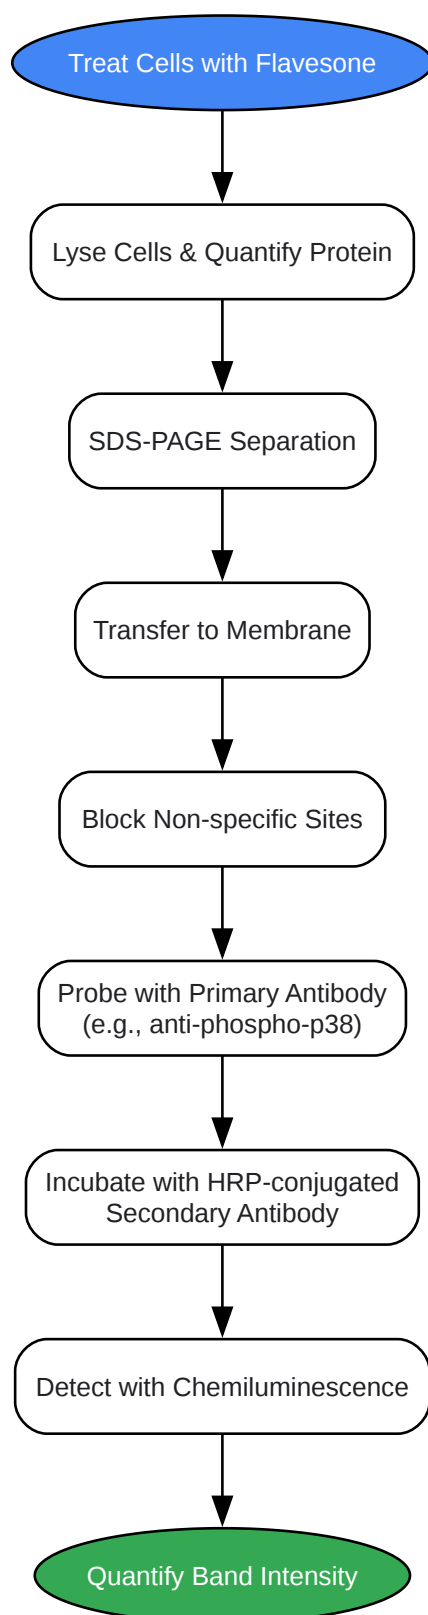 Treat Cells with Flavesone
Lyse Cells & Quantify Protein
SDS-PAGE Separation
Transfer to Membrane
Block Non-specific Sites
Probe with Primary Antibody
(e.g., anti-phospho-p38)
Incubate with HRP-conjugated
Secondary Antibody
Detect with Chemiluminescence
Quantify Band Intensity